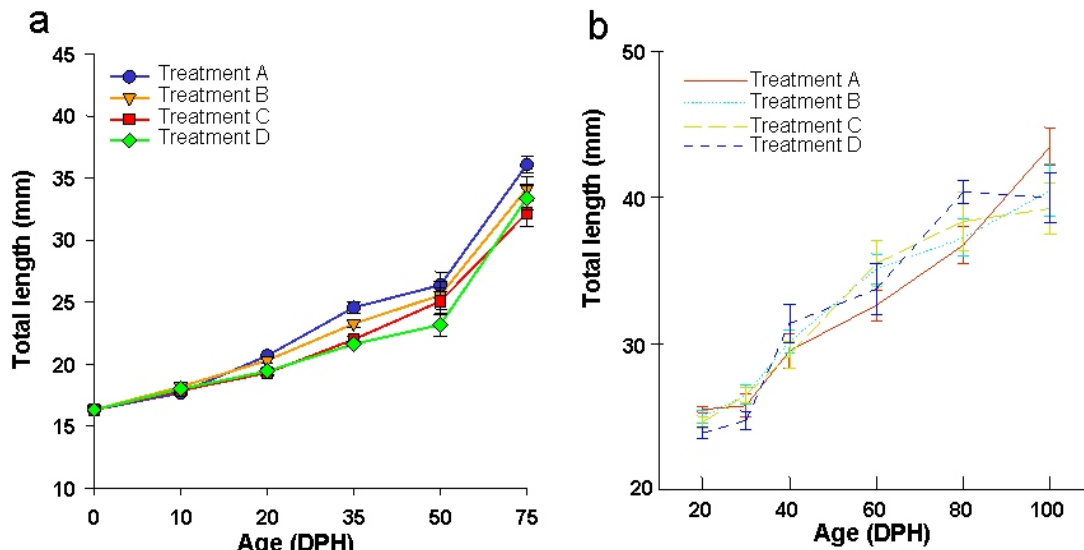 a
45
40
35
30
25
20
15
10
Total length (mm)
Treatment A
Treatment B
Treatment C
Treatment D
0 10 20 35 50 75
Age (DPH)
b
50
40
30
20
Total length (mm)
Treatment A
Treatment B
Treatment C
Treatment D
20 40 60 80 100
Age (DPH)